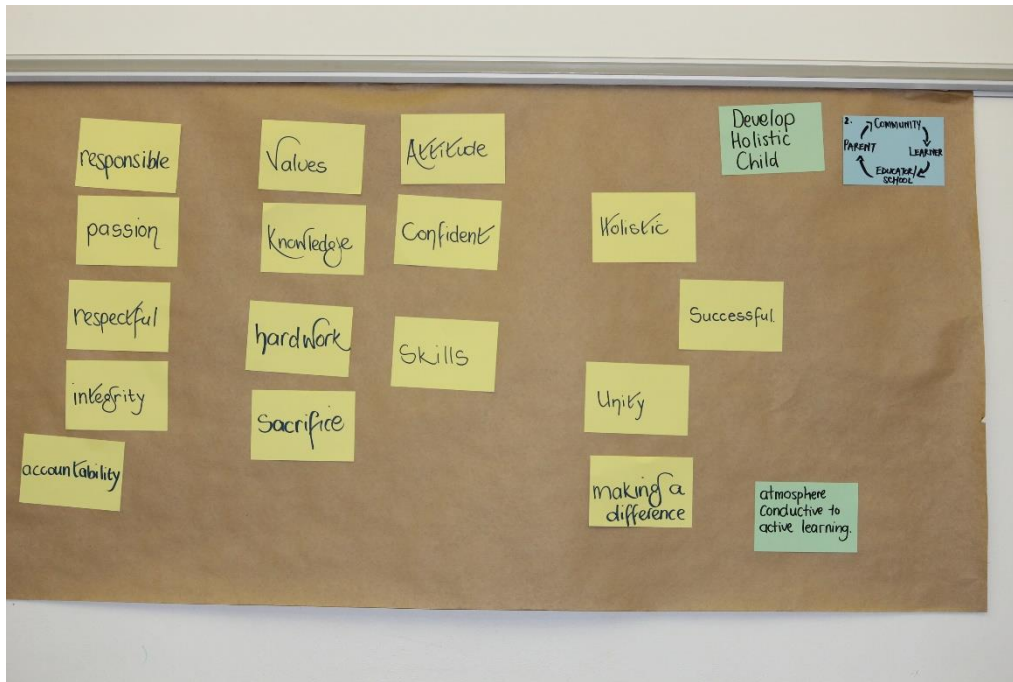 responsible
passion
respectful
integrity
accountability
Values
Knowledge
hardwork
Sacrifice
Attitude
Confident
Skills
Holistic
Successful.
Unity
making a
difference
Develop
Holistic
Child
2.
COMMUNITY
PARENT
LEARNER
EDUCATOR/
SCHOOL
atmosphere
conductive to
active learning.